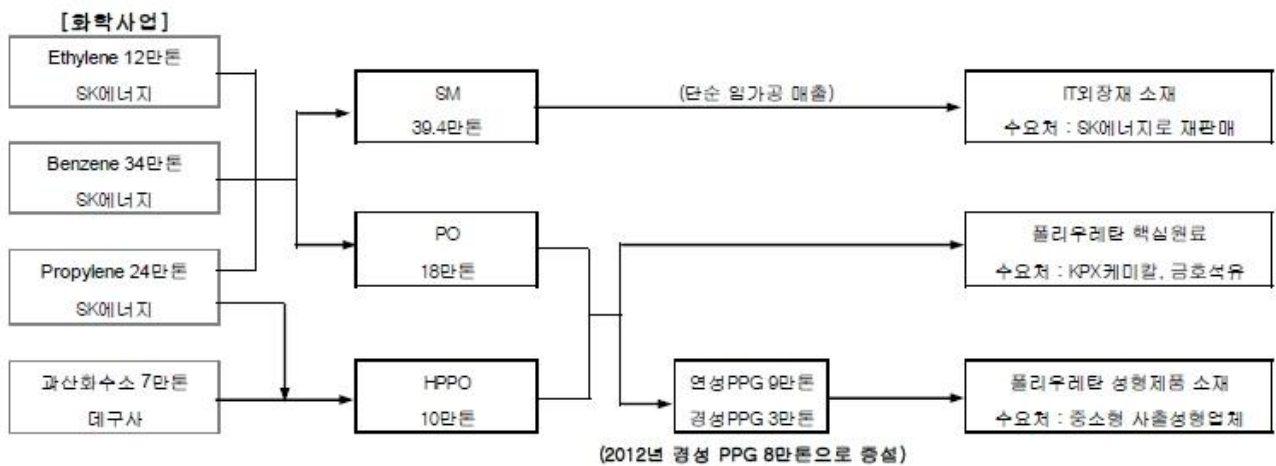 [화학사업]
Ethylene 12만톤
SK에너지
Benzene 34만톤
SK에너지
Propylene 24만톤
SK에너지
과산화수소 7만톤
데구사
SM
39.4만톤
PO
18만톤
HPPO
10만톤
(단순 임가공 매출)
연성PPG 9만톤
경성PPG 3만톤
(2012년 경성 PPG 8만톤으로 증설)
IT외장재 소재
수요처 : SK에너지로 재판매
폴리우레탄 핵심원료
수요처 : KPX케미칼, 금호석유
폴리우레탄 성형제품 소재
수요처 : 중소형 사출성형업체